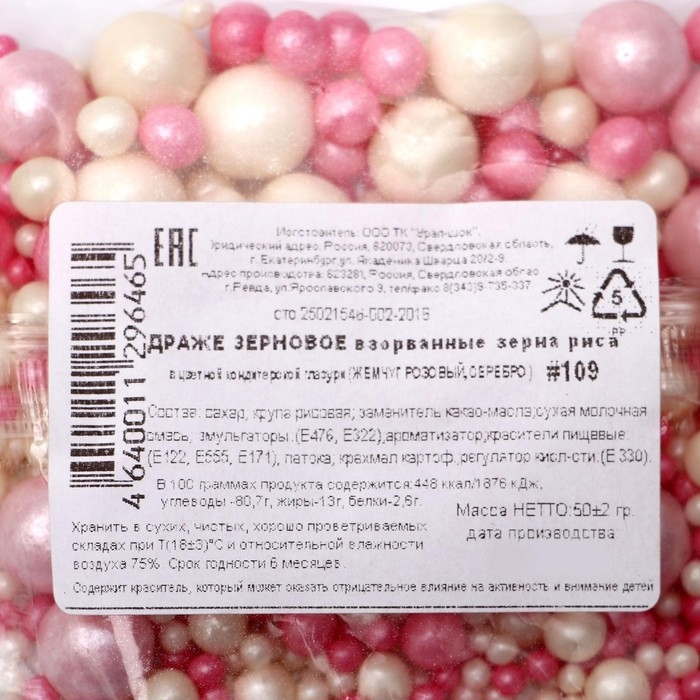 ЕАС
Изготовитель: ООО ТК "Урал-шок",
Юридический адрес: Россия, 620073, Свердловская область,
г. Екатеринбург, ул. Академика Шварца 20/2-9.
Адрес производства: 623281, Россия, Свердловская облас
г.Ревда, ул.Ярославского 9, тел/факс 8(343)9-735-337
СТО 25021546-002-2016
ДРАЖЕ ЗЕРНОВОЕ взорванные зерна риса
в цветной кондитерской глазури (ЖЕМЧУГ РОЗОВЫЙ, СЕРЕБРО) #109
Состав: сахар, крупа рисовая; заменитель какао-масла;сухая молочная
смесь; эмульгаторы:(Е476, Е322),ароматизатор;красители пищевые:
(Е122, Е555, Е171), патока, крахмал картоф.,регулятор кисл-сти:(Е 330).
В 100 граммах продукта содержится:448 ккал/1876 кДж,
углеводы -80,7г, жиры-13г, белки-2,6г.
Масса НЕТТО:50±2 гр.
дата производства:
Хранить в сухих, чистых, хорошо проветриваемых
складах при Т(18±3)°С и относительной влажности
воздуха 75%. Срок годности 6 месяцев.
Содержит краситель, который может оказать отрицательное влияние на активность и внимание детей
4 640011 296465
5
PP